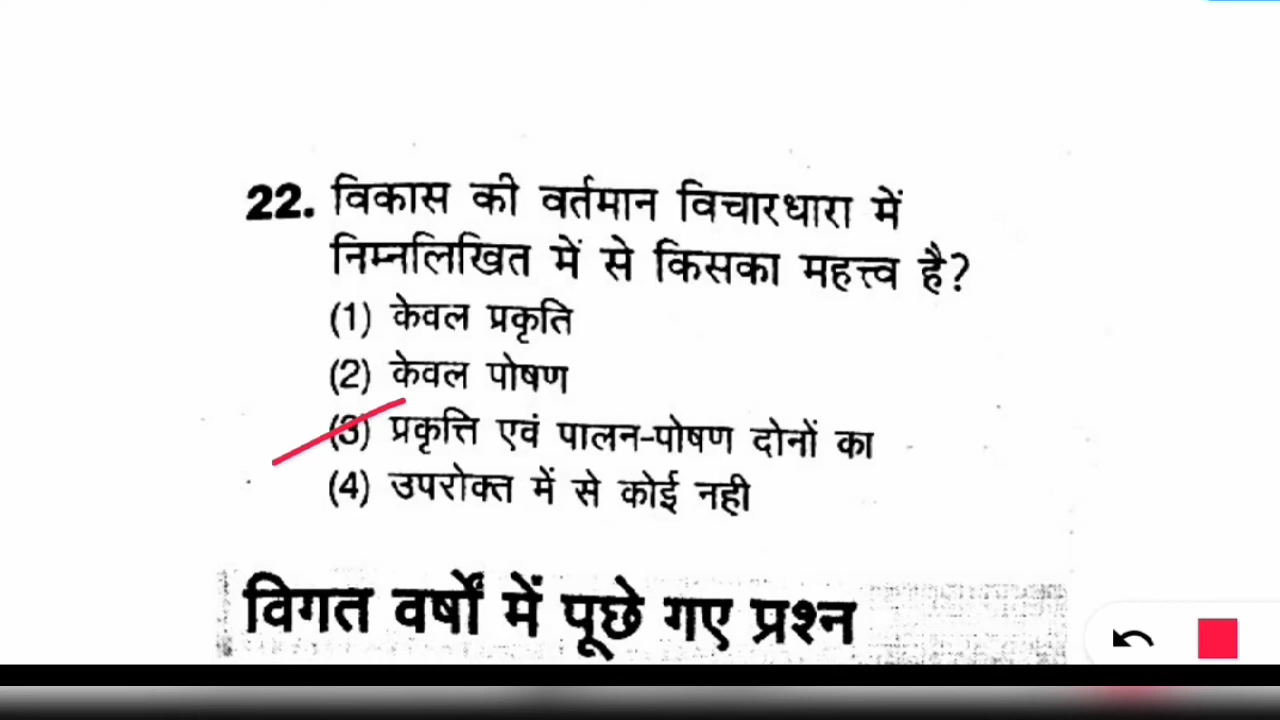 22. विकास की वर्तमान विचारधारा में
निम्नलिखित में से किसका महत्त्व है?
(1) केवल प्रकृति
(2) केवल पोषण
(3) प्रकृत्ति एवं पालन-पोषण दोनों का
(4) उपरोक्त में से कोई नही
विगत वर्षों में पूछे गए प्रश्न